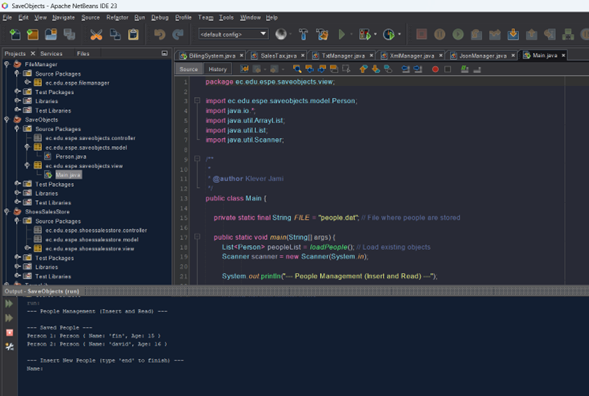 SaveObjects - Apache NetBeans IDE 23
File Edit View Navigate Source Refactor Run Debug Profile Team Tools Window Help
<default config>
Projects × Services Files
FileManager
Source Packages
ec.edu.espe.filemanager
Test Packages
Libraries
Test Libraries
SaveObjects
Source Packages
ec.edu.espe.saveobjects.controller
ec.edu.espe.saveobjects.model
Person.java
ec.edu.espe.saveobjects.view
Main.java
Test Packages
Libraries
Test Libraries
ShoesSalesStore
Source Packages
ec.edu.espe.shoessalesstore.controller
ec.edu.espe.shoessalesstore.model
ec.edu.espe.shoessalesstore.view
Test Packages
Libraries
Test Libraries
BillingSystem.java × SalesTax.java × TxtManager.java × XmlManager.java × JsonManager.java × Main.java ×
Source History
1 package ec.edu.espe.saveobjects.view;
2
3 import ec.edu.espe.saveobjects.model.Person;
4 import java.io.*;
5 import java.util.ArrayList;
6 import java.util.List;
7 import java.util.Scanner;
8
9 /**
10 *
11 * @author Klever Jami
12 */
13 public class Main {
14
15 private static final String FILE = "people.dat"; // File where people are stored
16
17 public static void main(String[] args) {
18 List<Person> peopleList = loadPeople(); // Load existing objects
19 Scanner scanner = new Scanner(System.in);
20
21 System.out.println("--- People Management (Insert and Read) ---");
Output - SaveObjects (run)
run:
--- People Management (Insert and Read) ---
--- Saved People ---
Person 1: Person ( Name: 'fin', Age: 15 )
Person 2: Person ( Name: 'david', Age: 16 )
--- Insert New People (type 'end' to finish) ---
Name: